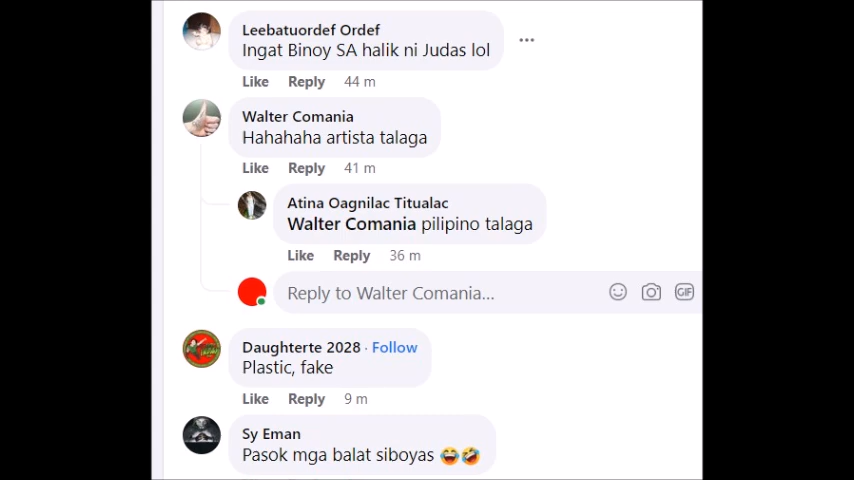 Leebatuordef Ordef
Ingat Binoy SA halik ni Judas lol
Like Reply 44 m
Walter Comania
Hahahaha artista talaga
Like Reply 41 m
Atina Oagnilac Titualac
Walter Comania pilipino talaga
Like Reply 36 m
Reply to Walter Comania...
GIF
Daughterte 2028 · Follow
Plastic, fake
Like Reply 9 m
Sy Eman
Pasok mga balat siboyas 😂🤣